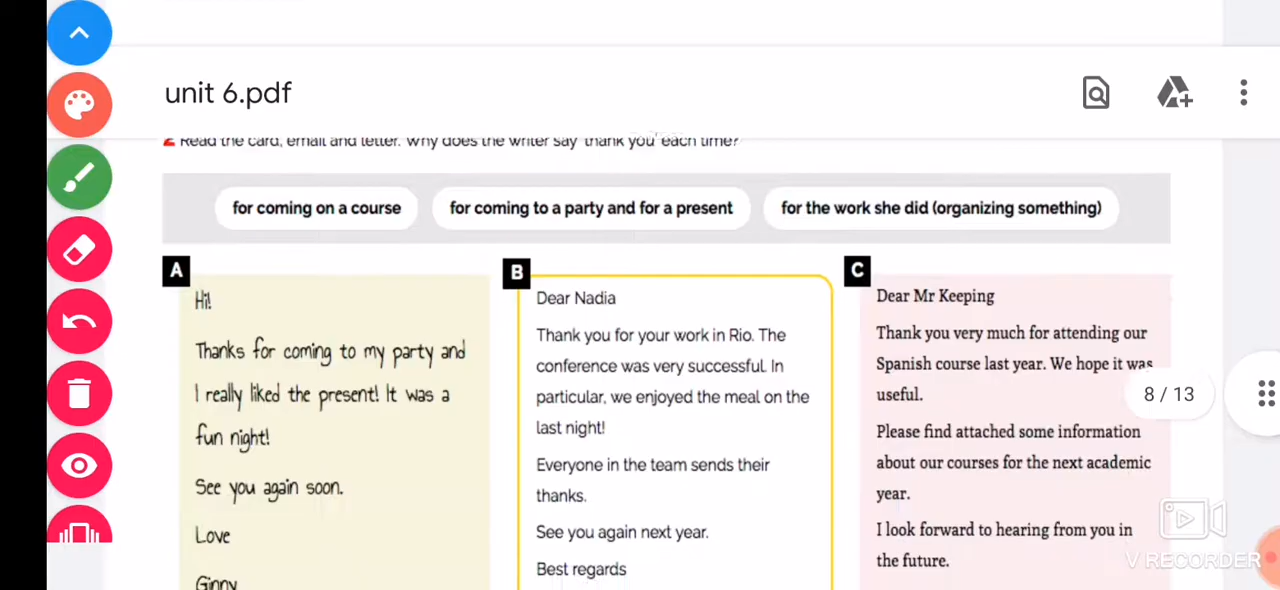 unit 6.pdf
2 Read the card, email and letter. Why does the writer say 'thank you' each time?
for coming on a course
for coming to a party and for a present
for the work she did (organizing something)
A
Hi!
Thanks for coming to my party and
I really liked the present! It was a
fun night!
See you again soon.
Love
Ginny
B
Dear Nadia
Thank you for your work in Rio. The
conference was very successful. In
particular, we enjoyed the meal on the
last night!
Everyone in the team sends their
thanks.
See you again next year.
Best regards
C
Dear Mr Keeping
Thank you very much for attending our
Spanish course last year. We hope it was
useful.
Please find attached some information
about our courses for the next academic
year.
I look forward to hearing from you in
the future.
8 / 13
V RECORDER